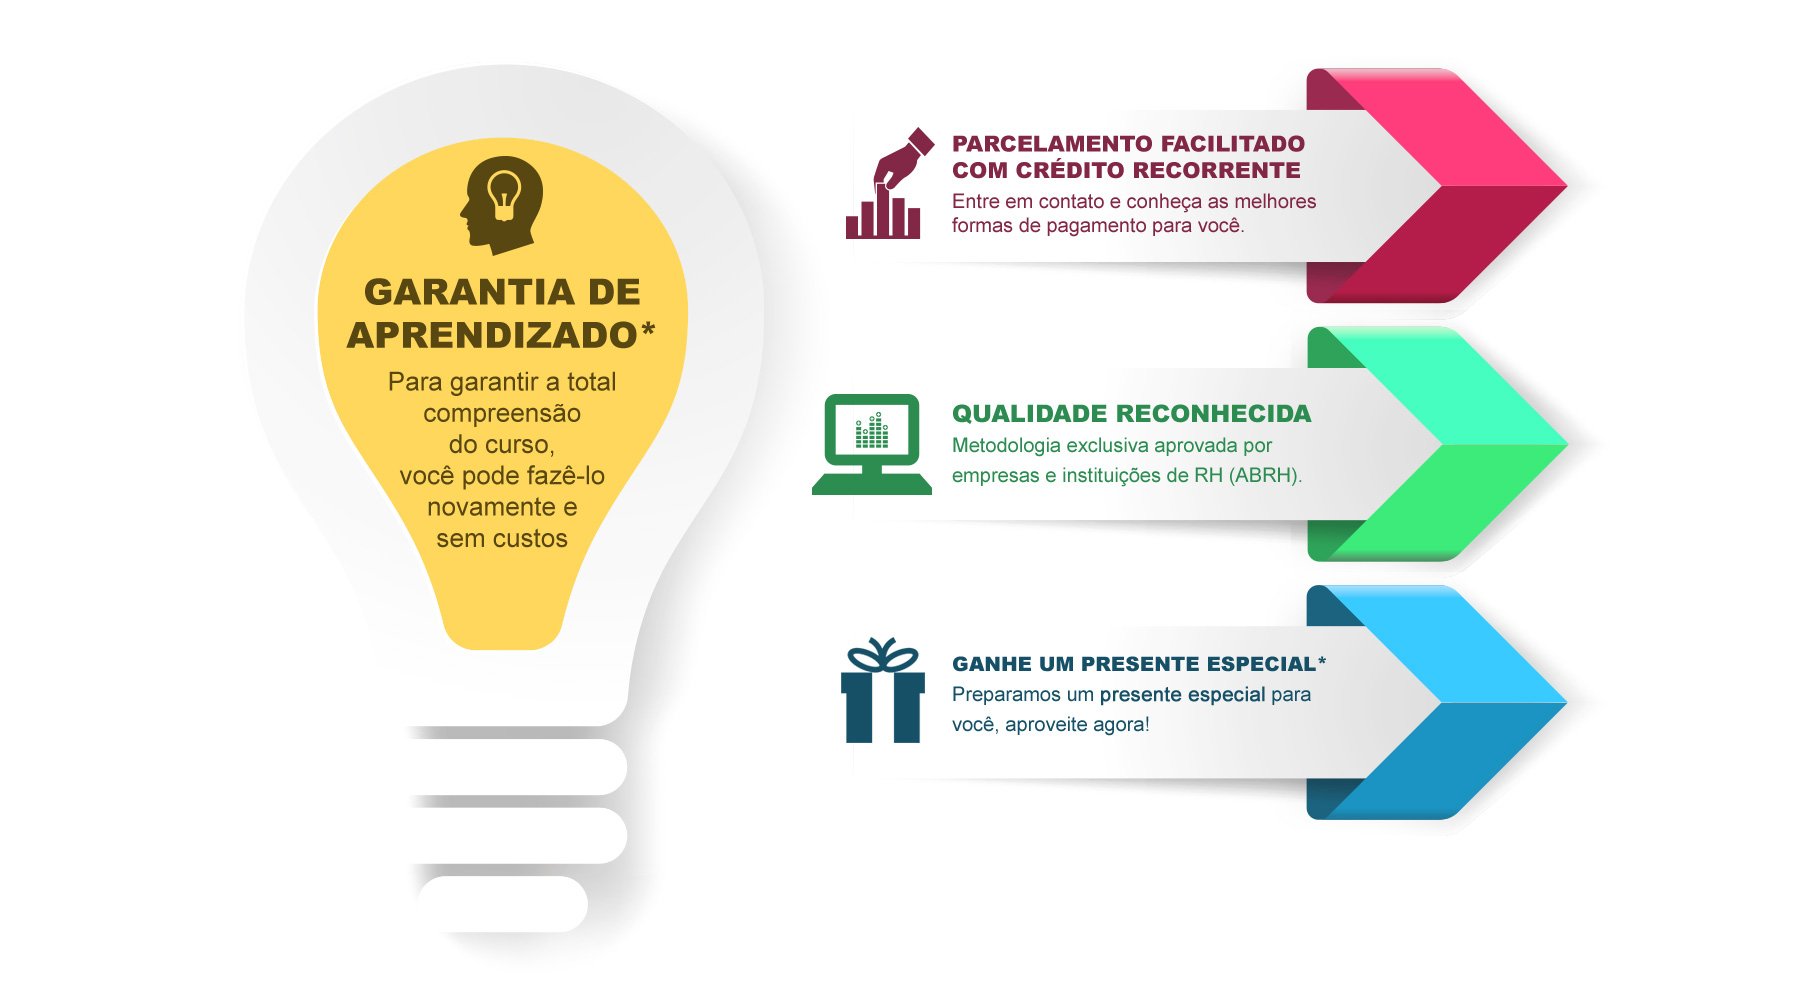 GARANTIA DE
APRENDIZADO*
Para garantir a total
compreensão
do curso,
você pode fazê-lo
novamente e
sem custos
PARCELAMENTO FACILITADO
COM CRÉDITO RECORRENTE
Entre em contato e conheça as melhores
formas de pagamento para você.
QUALIDADE RECONHECIDA
Metodologia exclusiva aprovada por
empresas e instituições de RH (ABRH).
GANHE UM PRESENTE ESPECIAL*
Preparamos um presente especial para
você, aproveite agora!